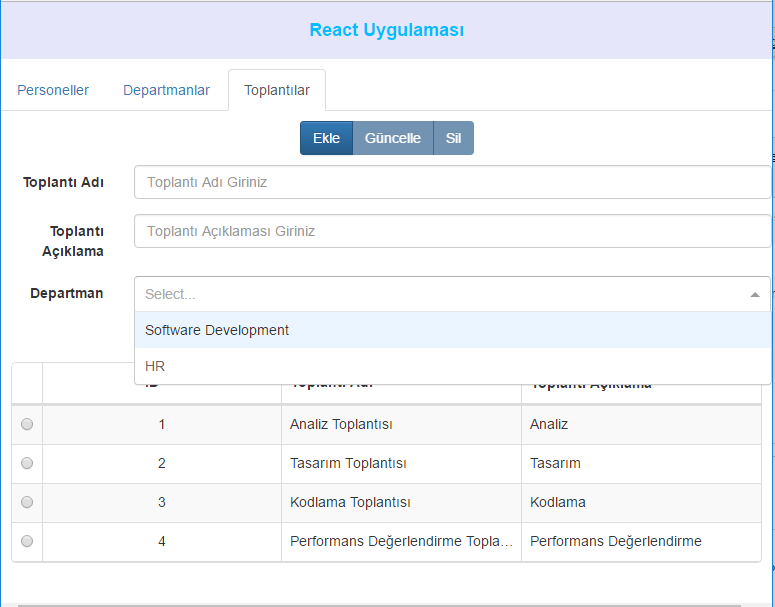 React Uygulaması
Personeller Departmanlar Toplantılar
Ekle Güncelle Sil
Toplantı Adı Toplantı Adı Giriniz
Toplantı Açıklama Toplantı Açıklaması Giriniz
Departman Select...
Software Development
HR
ID Toplantı Adı Toplantı Açıklama
1 Analiz Toplantısı Analiz
2 Tasarım Toplantısı Tasarım
3 Kodlama Toplantısı Kodlama
4 Performans Değerlendirme Topla... Performans Değerlendirme